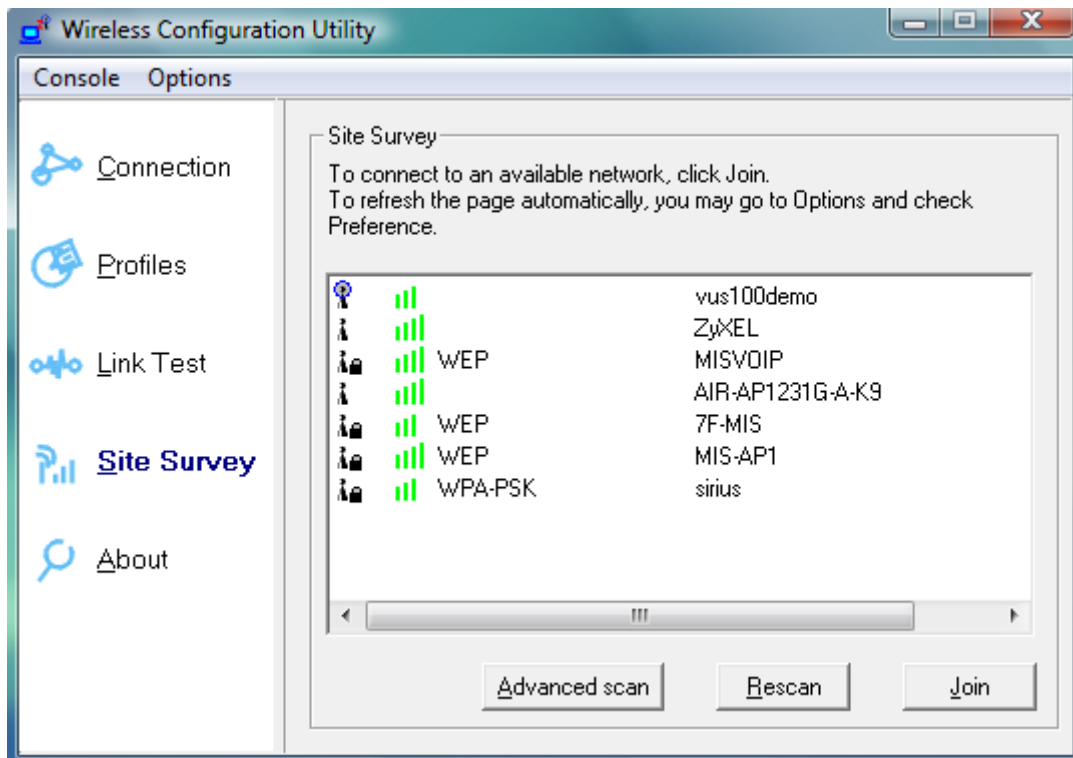 Wireless Configuration Utility
Console Options
Connection
Profiles
Link Test
Site Survey
About
Site Survey
To connect to an available network, click Join.
To refresh the page automatically, you may go to Options and check
Preference.
vus100demo
ZyXEL
WEP MISVOIP
AIR-AP1231G-A-K9
WEP 7F-MIS
WEP MIS-AP1
WPA-PSK sirius
Advanced scan Rescan Join